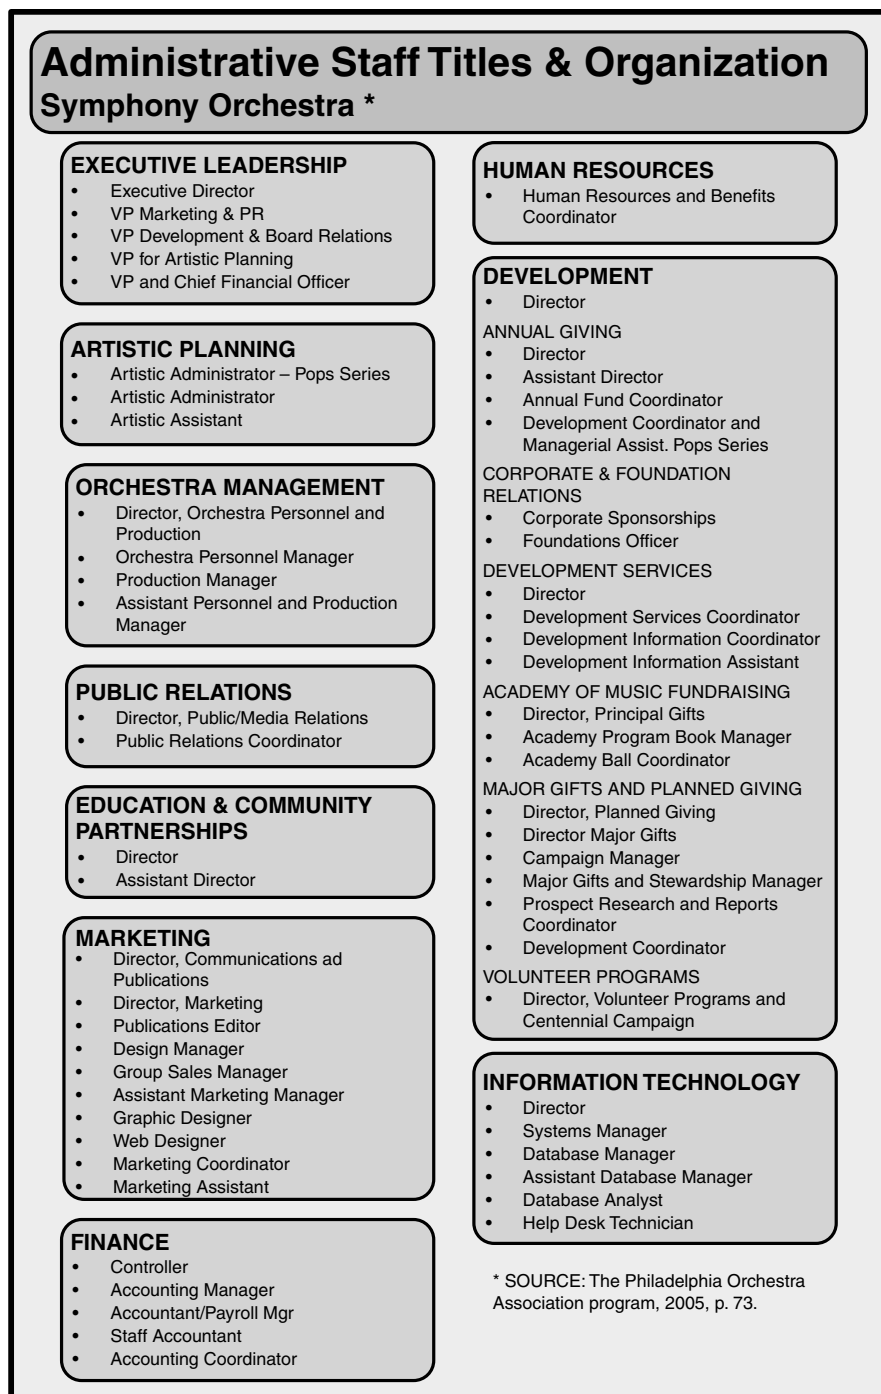 Administrative Staff Titles & Organization
Symphony Orchestra *
EXECUTIVE LEADERSHIP
• Executive Director
• VP Marketing & PR
• VP Development & Board Relations
• VP for Artistic Planning
• VP and Chief Financial Officer
ARTISTIC PLANNING
• Artistic Administrator – Pops Series
• Artistic Administrator
• Artistic Assistant
ORCHESTRA MANAGEMENT
• Director, Orchestra Personnel and
Production
• Orchestra Personnel Manager
• Production Manager
• Assistant Personnel and Production
Manager
PUBLIC RELATIONS
• Director, Public/Media Relations
• Public Relations Coordinator
EDUCATION & COMMUNITY
PARTNERSHIPS
• Director
• Assistant Director
MARKETING
• Director, Communications ad
Publications
• Director, Marketing
• Publications Editor
• Design Manager
• Group Sales Manager
• Assistant Marketing Manager
• Graphic Designer
• Web Designer
• Marketing Coordinator
• Marketing Assistant
FINANCE
• Controller
• Accounting Manager
• Accountant/Payroll Mgr
• Staff Accountant
• Accounting Coordinator
HUMAN RESOURCES
• Human Resources and Benefits
Coordinator
DEVELOPMENT
• Director
ANNUAL GIVING
• Director
• Assistant Director
• Annual Fund Coordinator
• Development Coordinator and
Managerial Assist. Pops Series
CORPORATE & FOUNDATION
RELATIONS
• Corporate Sponsorships
• Foundations Officer
DEVELOPMENT SERVICES
• Director
• Development Services Coordinator
• Development Information Coordinator
• Development Information Assistant
ACADEMY OF MUSIC FUNDRAISING
• Director, Principal Gifts
• Academy Program Book Manager
• Academy Ball Coordinator
MAJOR GIFTS AND PLANNED GIVING
• Director, Planned Giving
• Director Major Gifts
• Campaign Manager
• Major Gifts and Stewardship Manager
• Prospect Research and Reports
Coordinator
• Development Coordinator
VOLUNTEER PROGRAMS
• Director, Volunteer Programs and
Centennial Campaign
INFORMATION TECHNOLOGY
• Director
• Systems Manager
• Database Manager
• Assistant Database Manager
• Database Analyst
• Help Desk Technician
* SOURCE: The Philadelphia Orchestra
Association program, 2005, p. 73.